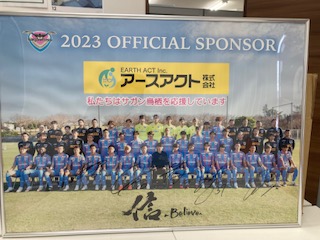 2023 OFFICIAL SPONSOR
EARTH ACT Inc.
アースアクト株式会社
私たちはサガン鳥栖を応援しています
信
Believe.